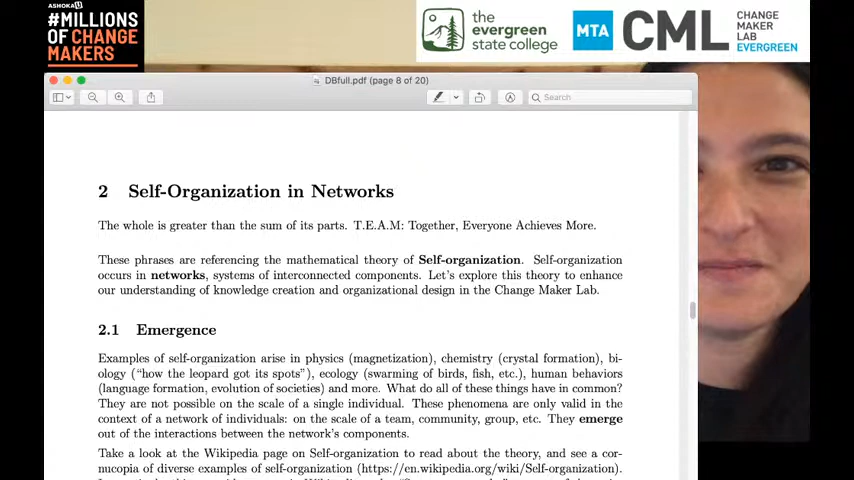 ASHOKA U
#MILLIONS
OF CHANGE
MAKERS
the
evergreen
state college
MTA
CML
CHANGE
MAKER
LAB
EVERGREEN
DBfull.pdf (page 8 of 20)
Search
2 Self-Organization in Networks
The whole is greater than the sum of its parts. T.E.A.M: Together, Everyone Achieves More.
These phrases are referencing the mathematical theory of Self-organization. Self-organization
occurs in networks, systems of interconnected components. Let's explore this theory to enhance
our understanding of knowledge creation and organizational design in the Change Maker Lab.
2.1 Emergence
Examples of self-organization arise in physics (magnetization), chemistry (crystal formation), bi-
ology ("how the leopard got its spots"), ecology (swarming of birds, fish, etc.), human behaviors
(language formation, evolution of societies) and more. What do all of these things have in common?
They are not possible on the scale of a single individual. These phenomena are only valid in the
context of a network of individuals: on the scale of a team, community, group, etc. They emerge
out of the interactions between the network's components.
Take a look at the Wikipedia page on Self-organization to read about the theory, and see a cor-
nucopia of diverse examples of self-organization (https://en.wikipedia.org/wiki/Self-organization).